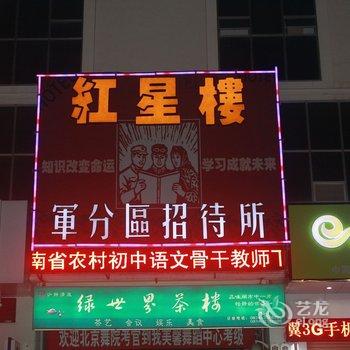 紅星樓
知识改变命运
学习成就未来
軍分區招待所
南省农村初中语文骨干教师
绿世界茶楼
茶艺 会议 娱乐 美食
欢迎北京舞院考官到我美馨舞蹈中心考级
翼3G手机
艺龙